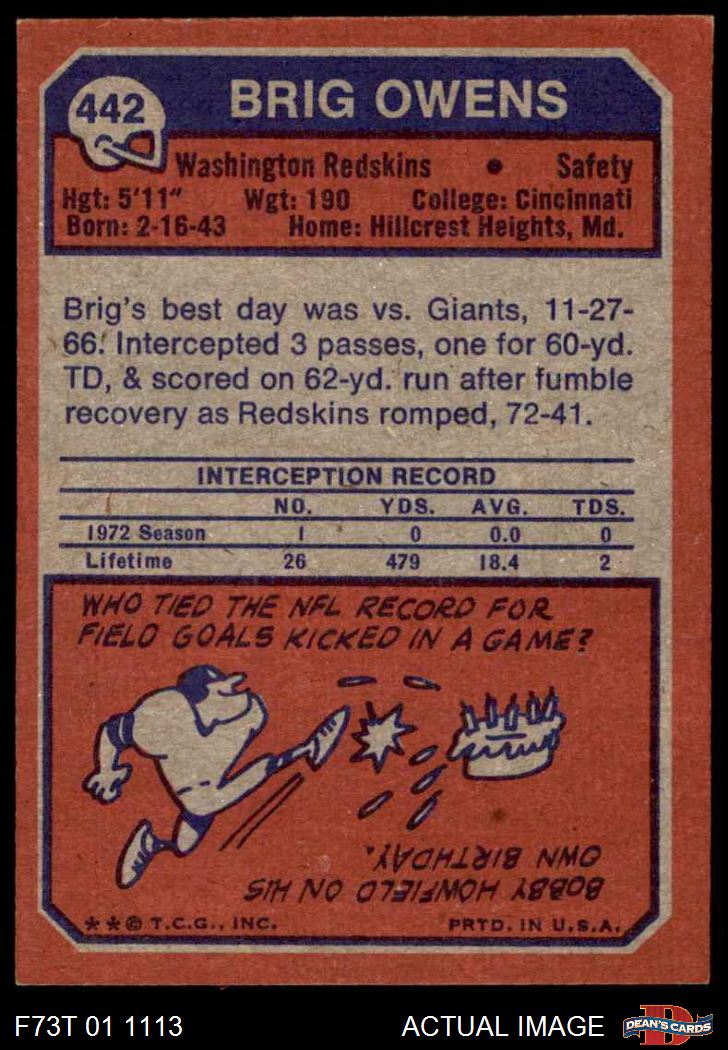 442
BRIG OWENS
Washington Redskins • Safety
Hgt: 5'11" Wgt: 190 College: Cincinnati
Born: 2-16-43 Home: Hillcrest Heights, Md.
Brig's best day was vs. Giants, 11-27-
66. Intercepted 3 passes, one for 60-yd.
TD, & scored on 62-yd. run after fumble
recovery as Redskins romped, 72-41.
INTERCEPTION RECORD
NO. YDS. AVG. TDS.
1972 Season 1 0 0.0 0
Lifetime 26 479 18.4 2
WHO TIED THE NFL RECORD FOR
FIELD GOALS KICKED IN A GAME?
BOBBY HOWFIELD ON HIS
OWN BIRTHDAY.
* * © T.C.G., INC. PRTD. IN U.S.A.
F73T 01 1113 ACTUAL IMAGE
D
DEAN'S CARDS